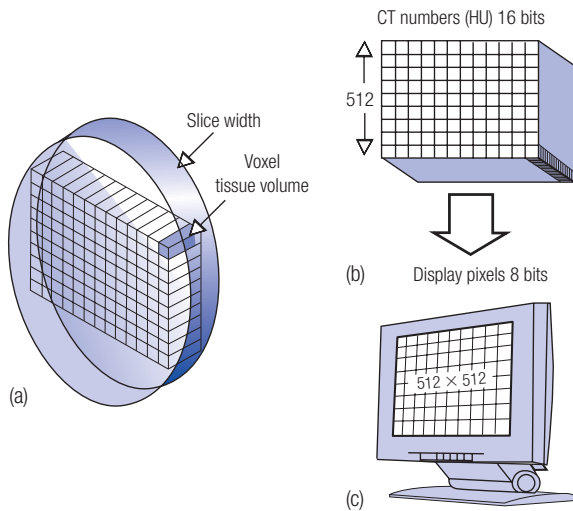 Slice width
Voxel
tissue volume
(a)
CT numbers (HU) 16 bits
512
(b)
Display pixels 8 bits
512 × 512
(c)